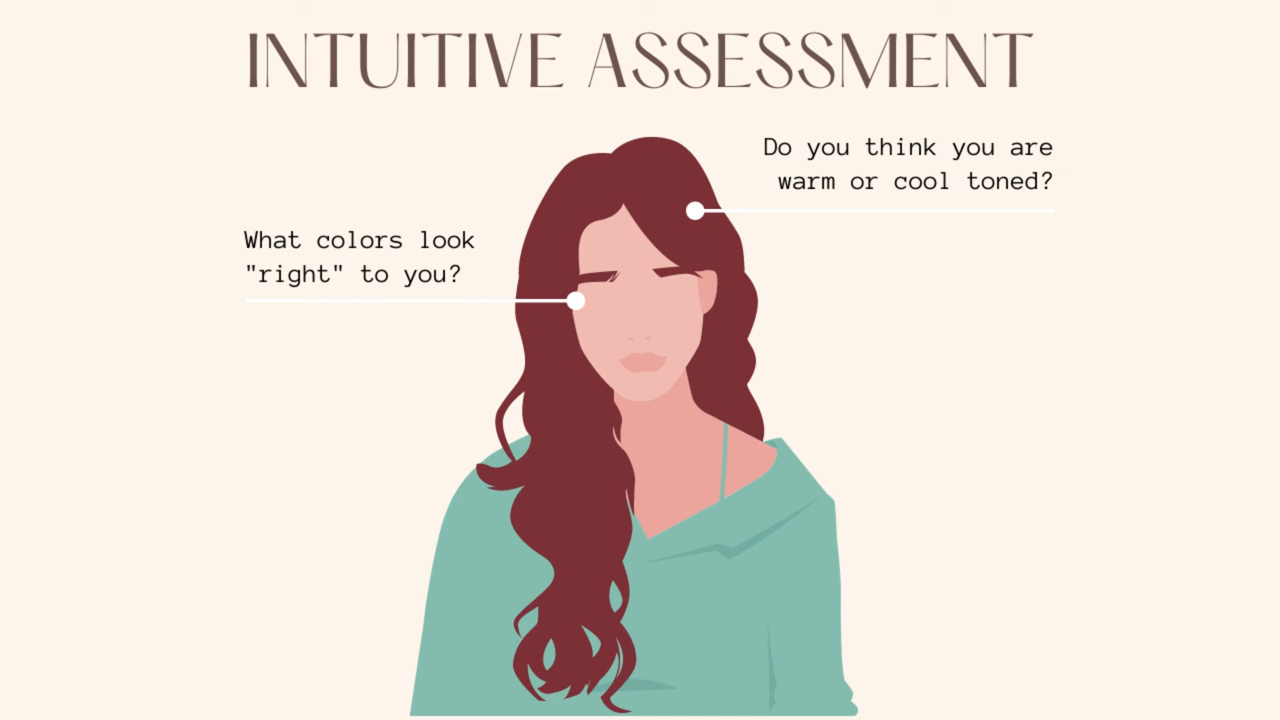 INTUITIVE ASSESSMENT
Do you think you are
warm or cool toned?
What colors look
"right" to you?